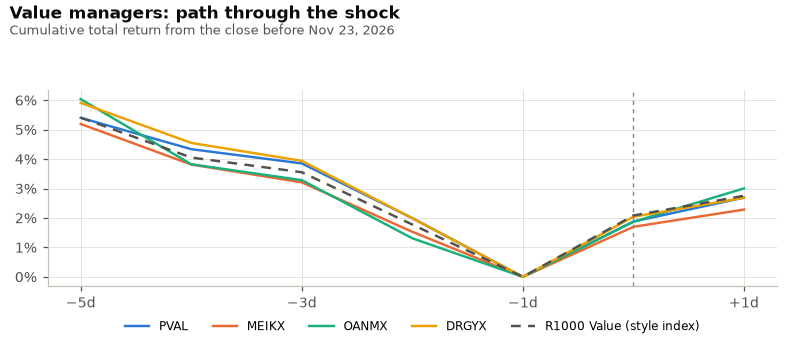 Value managers: path through the shock
Cumulative total return from the close before Nov 23, 2026
6%
5%
4%
3%
2%
1%
0%
−5d −3d −1d +1d
PVAL MEIKX OANMX DRGYX R1000 Value (style index)